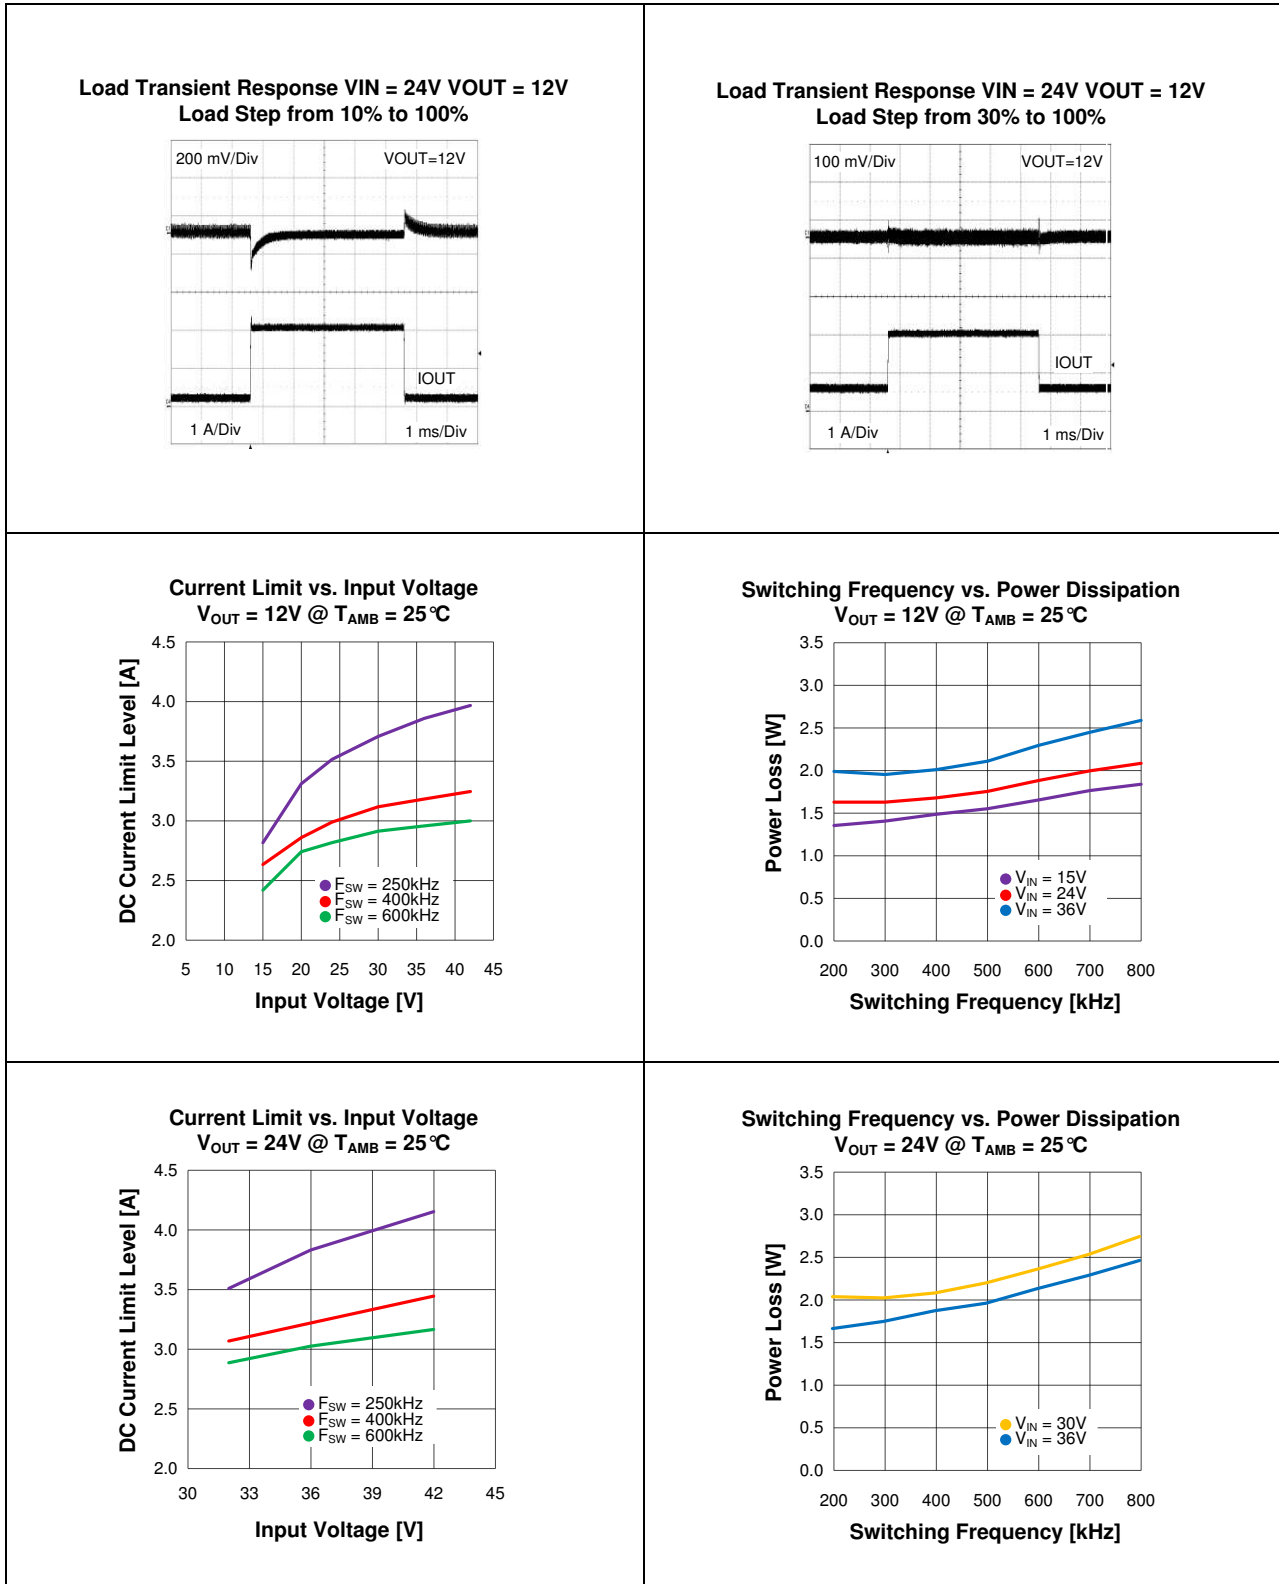 Load Transient Response VIN = 24V VOUT = 12V
Load Step from 10% to 100%
200 mV/Div VOUT=12V
IOUT
1 A/Div 1 ms/Div
Load Transient Response VIN = 24V VOUT = 12V
Load Step from 30% to 100%
100 mV/Div VOUT=12V
IOUT
1 A/Div 1 ms/Div
Current Limit vs. Input Voltage
VOUT = 12V @ TAMB = 25°C
DC Current Limit Level [A]
4.5
4.0
3.5
3.0
2.5
2.0
FSW = 250kHz
FSW = 400kHz
FSW = 600kHz
5 10 15 20 25 30 35 40 45
Input Voltage [V]
Switching Frequency vs. Power Dissipation
VOUT = 12V @ TAMB = 25°C
Power Loss [W]
3.5
3.0
2.5
2.0
1.5
1.0
0.5
0.0
VIN = 15V
VIN = 24V
VIN = 36V
200 300 400 500 600 700 800
Switching Frequency [kHz]
Current Limit vs. Input Voltage
VOUT = 24V @ TAMB = 25°C
DC Current Limit Level [A]
4.5
4.0
3.5
3.0
2.5
2.0
FSW = 250kHz
FSW = 400kHz
FSW = 600kHz
30 33 36 39 42 45
Input Voltage [V]
Switching Frequency vs. Power Dissipation
VOUT = 24V @ TAMB = 25°C
Power Loss [W]
3.5
3.0
2.5
2.0
1.5
1.0
0.5
0.0
VIN = 30V
VIN = 36V
200 300 400 500 600 700 800
Switching Frequency [kHz]